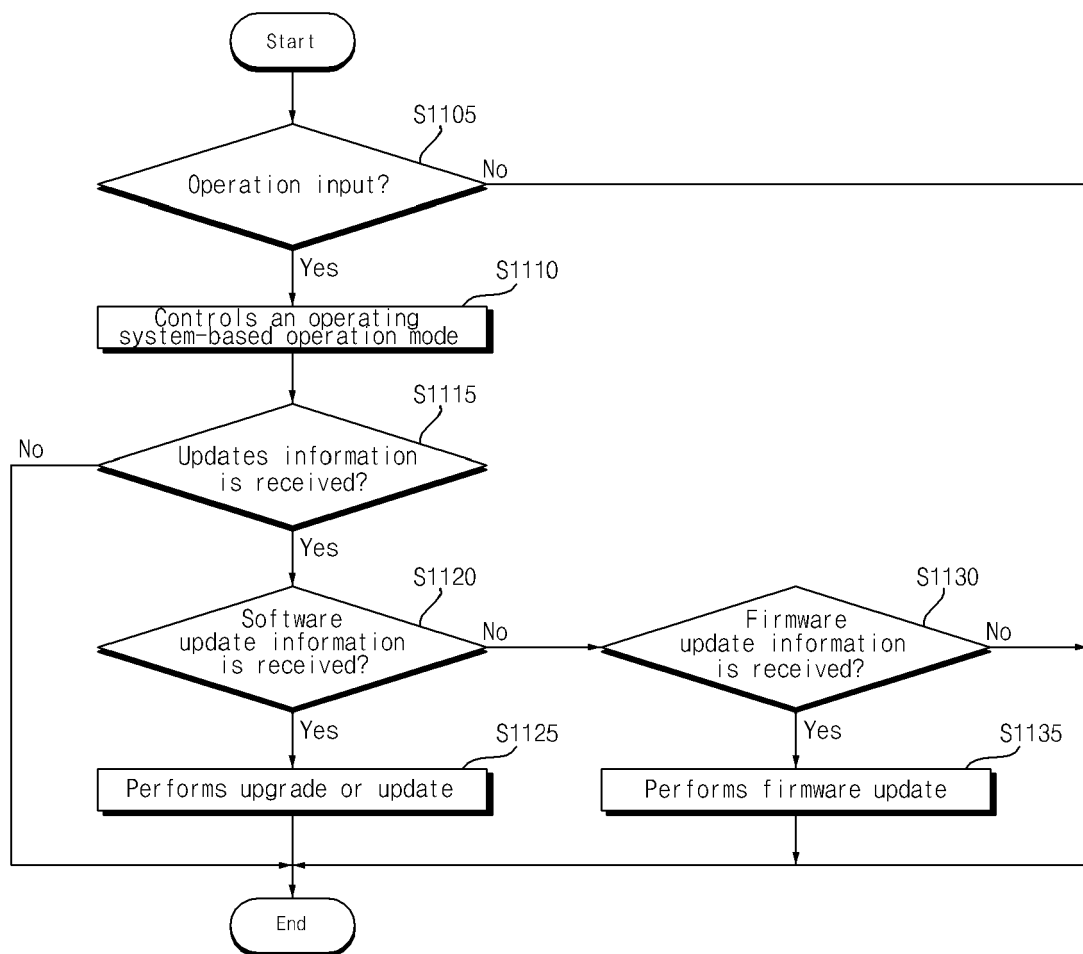 Start
S1105
Operation input?
No
Yes
S1110
Controls an operating
system-based operation mode
S1115
No
Updates information
is received?
Yes
S1120
Software
update information
is received?
No
S1130
Firmware
update information
is received?
No
Yes
S1125
Performs upgrade or update
Yes
S1135
Performs firmware update
End